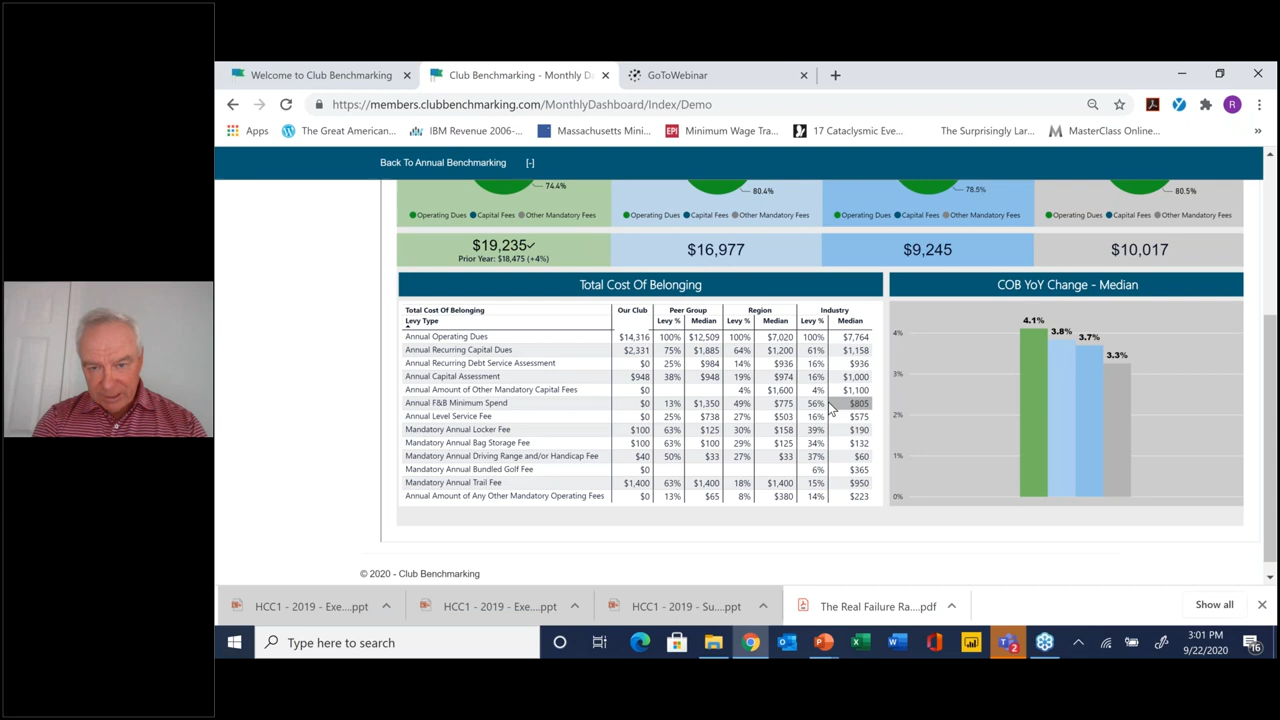 Welcome to Club Benchmarking
Club Benchmarking - Monthly D
GoToWebinar
https://members.clubbenchmarking.com/MonthlyDashboard/Index/Demo
R
Apps
The Great American...
IBM Revenue 2006-...
Massachusetts Mini...
EPI Minimum Wage Tra...
17 Cataclysmic Eve...
The Surprisingly Lar...
MasterClass Online...
Back To Annual Benchmarking [-]
74.4% 80.4% 78.5% 80.5%
Operating Dues Capital Fees Other Mandatory Fees
Operating Dues Capital Fees Other Mandatory Fees
Operating Dues Capital Fees Other Mandatory Fees
Operating Dues Capital Fees Other Mandatory Fees
$19,235✓ $16,977 $9,245 $10,017
Prior Year: $18,475 (+4%)
Total Cost Of Belonging
Total Cost Of Belonging Our Club Peer Group Region Industry
Levy Type Levy % Median Levy % Median Levy % Median
Annual Operating Dues $14,316 100% $12,509 100% $7,020 100% $7,764
Annual Recurring Capital Dues $2,331 75% $1,885 64% $1,200 61% $1,158
Annual Recurring Debt Service Assessment $0 25% $984 14% $936 16% $936
Annual Capital Assessment $948 38% $948 19% $974 16% $1,000
Annual Amount of Other Mandatory Capital Fees $0 4% $1,600 4% $1,100
Annual F&B Minimum Spend $0 13% $1,350 49% $775 56% $805
Annual Level Service Fee $0 25% $738 27% $503 16% $575
Mandatory Annual Locker Fee $100 63% $125 30% $158 39% $190
Mandatory Annual Bag Storage Fee $100 63% $100 29% $125 34% $132
Mandatory Annual Driving Range and/or Handicap Fee $40 50% $33 27% $33 37% $60
Mandatory Annual Bundled Golf Fee $0 6% $365
Mandatory Annual Trail Fee $1,400 63% $1,400 18% $1,400 15% $950
Annual Amount of Any Other Mandatory Operating Fees $0 13% $65 8% $380 14% $223
COB YoY Change - Median
4.1%
3.8%
3.7%
3.3%
4%
3%
2%
1%
0%
© 2020 - Club Benchmarking
HCC1 - 2019 - Exe....ppt
HCC1 - 2019 - Exe....ppt
HCC1 - 2019 - Su....ppt
The Real Failure Ra....pdf
Show all
Type here to search
2
3:01 PM
9/22/2020
16